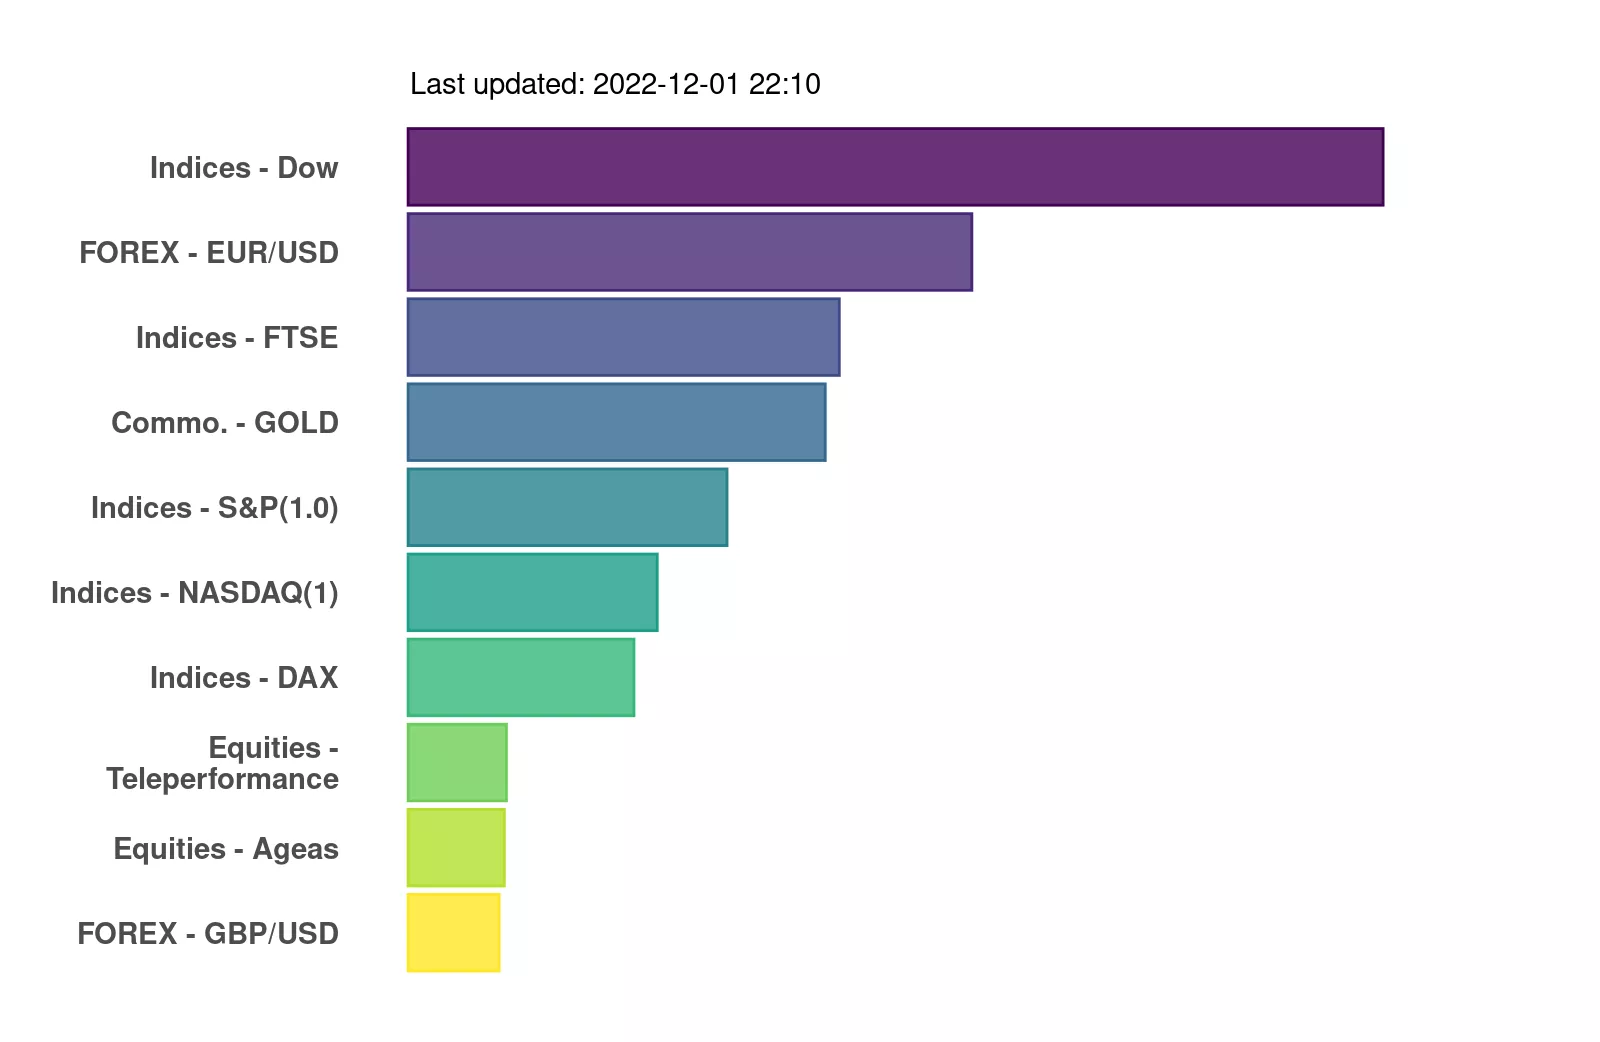 Last updated: 2022-12-01 22:10
Indices - Dow
FOREX - EUR/USD
Indices - FTSE
Commo. - GOLD
Indices - S&P(1.0)
Indices - NASDAQ(1)
Indices - DAX
Equities -
Teleperformance
Equities - Ageas
FOREX - GBP/USD